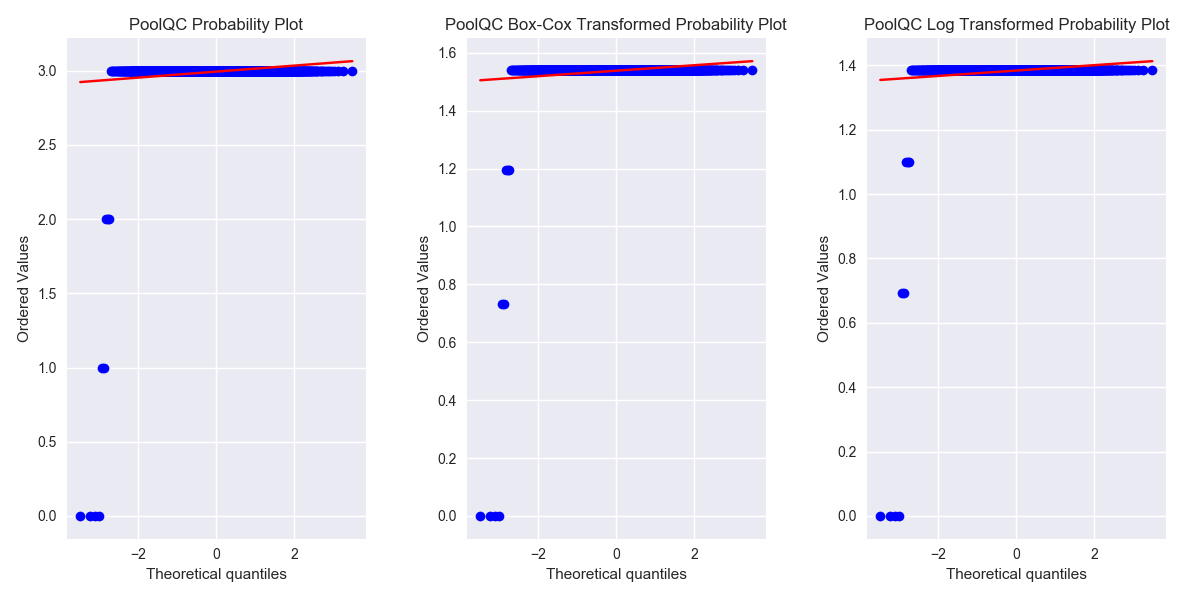 PoolQC Probability Plot
Ordered Values
3.0
2.5
2.0
1.5
1.0
0.5
0.0
−2 0 2
Theoretical quantiles
PoolQC Box-Cox Transformed Probability Plot
Ordered Values
1.6
1.4
1.2
1.0
0.8
0.6
0.4
0.2
0.0
−2 0 2
Theoretical quantiles
PoolQC Log Transformed Probability Plot
Ordered Values
1.4
1.2
1.0
0.8
0.6
0.4
0.2
0.0
−2 0 2
Theoretical quantiles